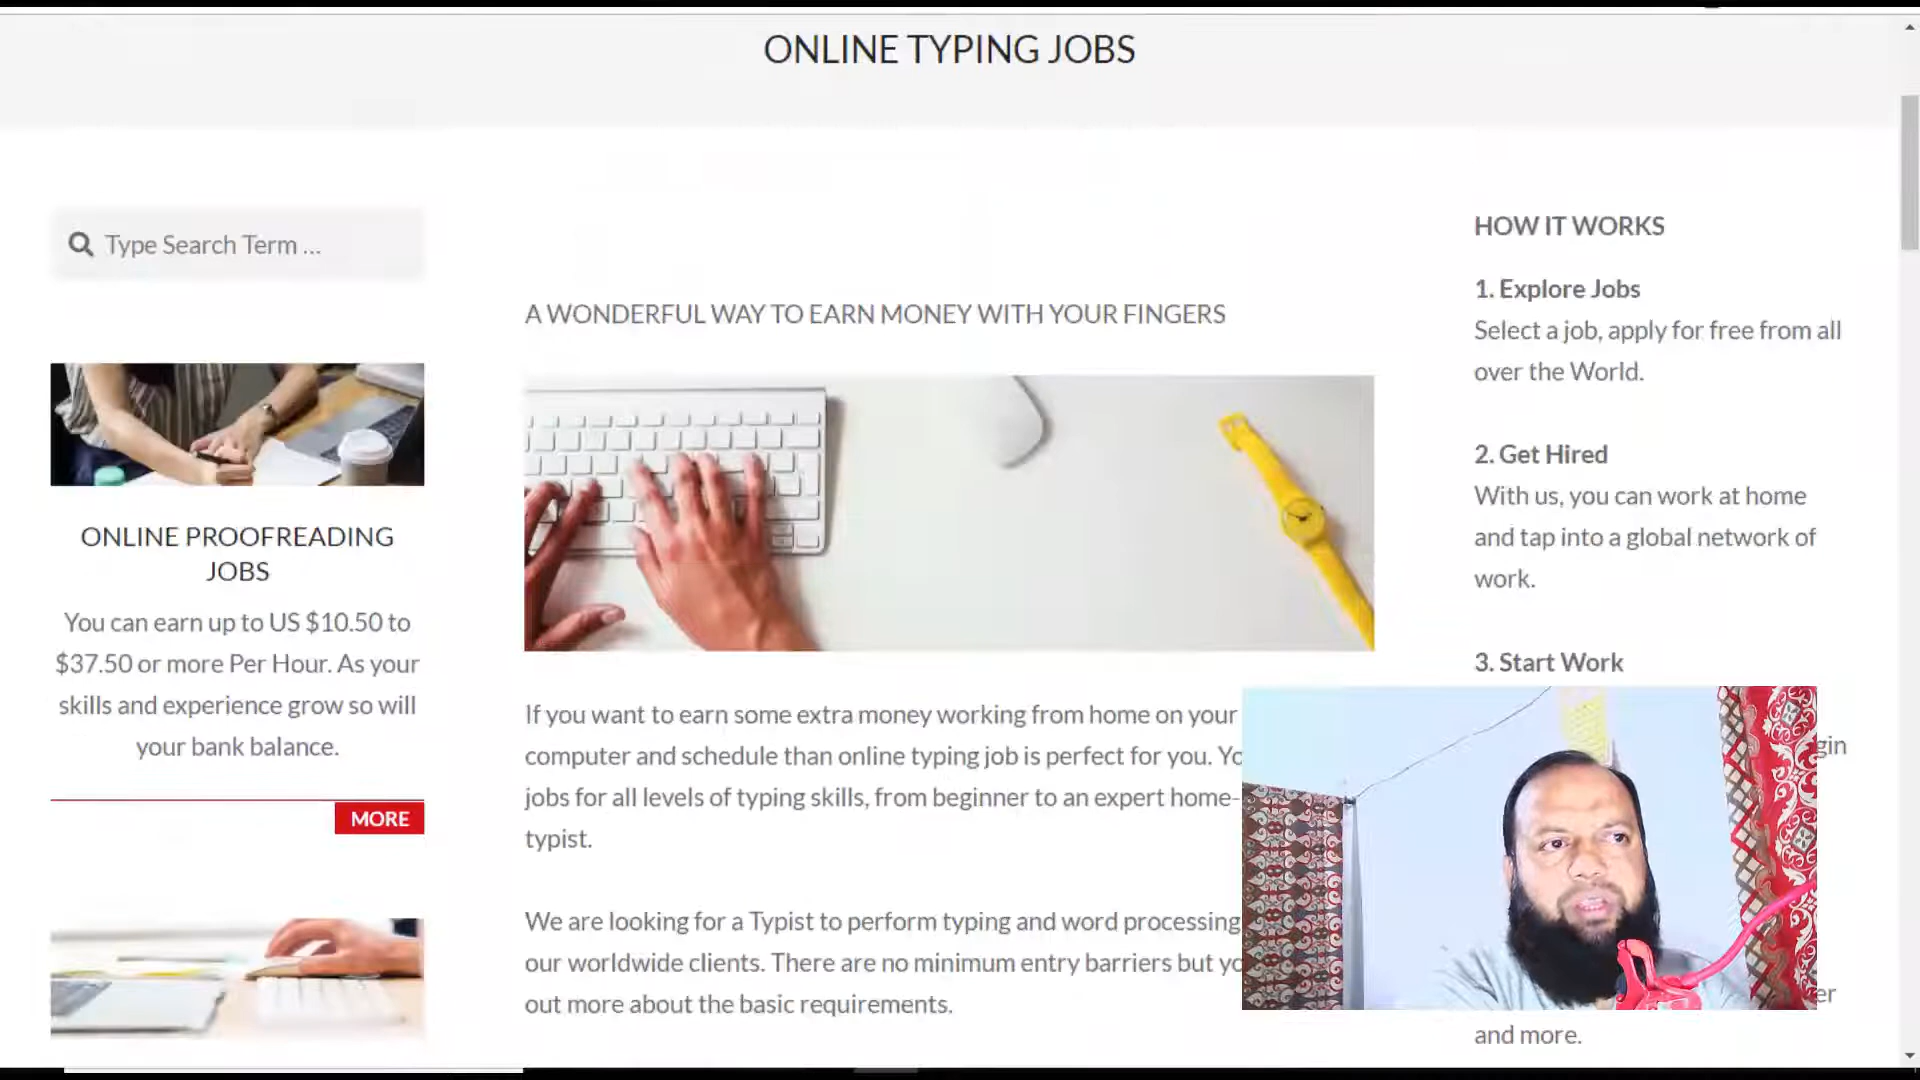 ONLINE TYPING JOBS
Type Search Term ...
ONLINE PROOFREADING
JOBS
You can earn up to US $10.50 to
$37.50 or more Per Hour. As your
skills and experience grow so will
your bank balance.
MORE
A WONDERFUL WAY TO EARN MONEY WITH YOUR FINGERS
If you want to earn some extra money working from home on your
computer and schedule than online typing job is perfect for you.
jobs for all levels of typing skills, from beginner to an expert home-
typist.
We are looking for a Typist to perform typing and word processing
our worldwide clients. There are no minimum entry barriers but
out more about the basic requirements.
HOW IT WORKS
1. Explore Jobs
Select a job, apply for free from all
over the World.
2. Get Hired
With us, you can work at home
and tap into a global network of
work.
3. Start Work
and more.